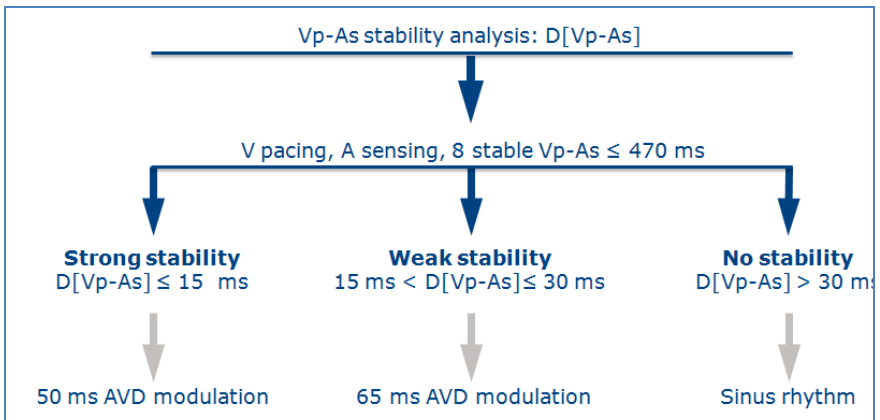 Vp-As stability analysis: D[Vp-As]
V pacing, A sensing, 8 stable Vp-As ≤ 470 ms
Strong stability
D[Vp-As] ≤ 15 ms
Weak stability
15 ms < D[Vp-As]≤ 30 ms
No stability
D[Vp-As] > 30 ms
50 ms AVD modulation
65 ms AVD modulation
Sinus rhythm